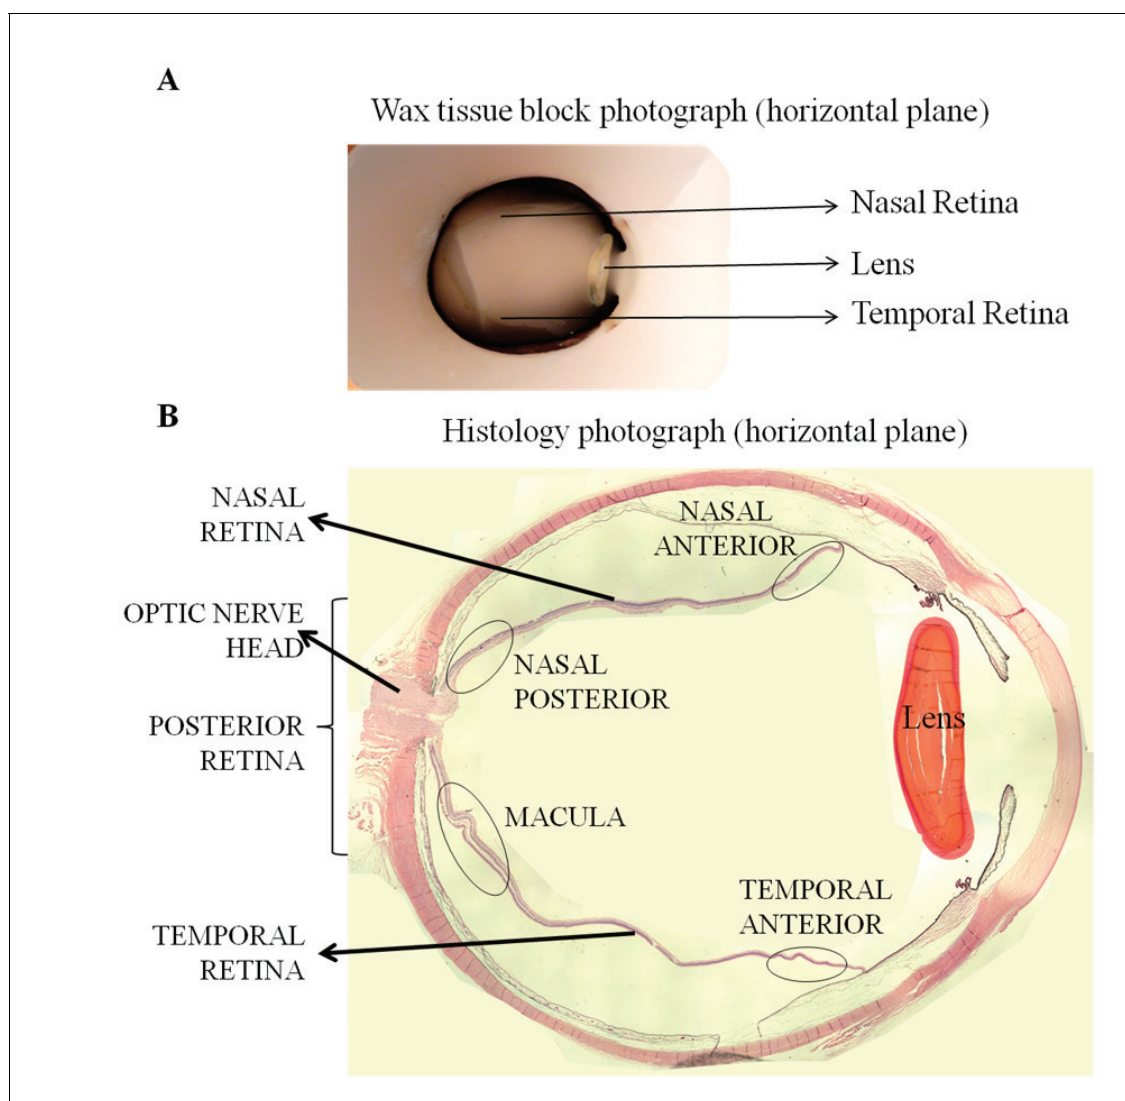 A
Wax tissue block photograph (horizontal plane)
Nasal Retina
Lens
Temporal Retina
B
Histology photograph (horizontal plane)
NASAL
RETINA
NASAL
ANTERIOR
OPTIC NERVE
HEAD
NASAL
POSTERIOR
POSTERIOR
RETINA
Lens
MACULA
TEMPORAL
ANTERIOR
TEMPORAL
RETINA